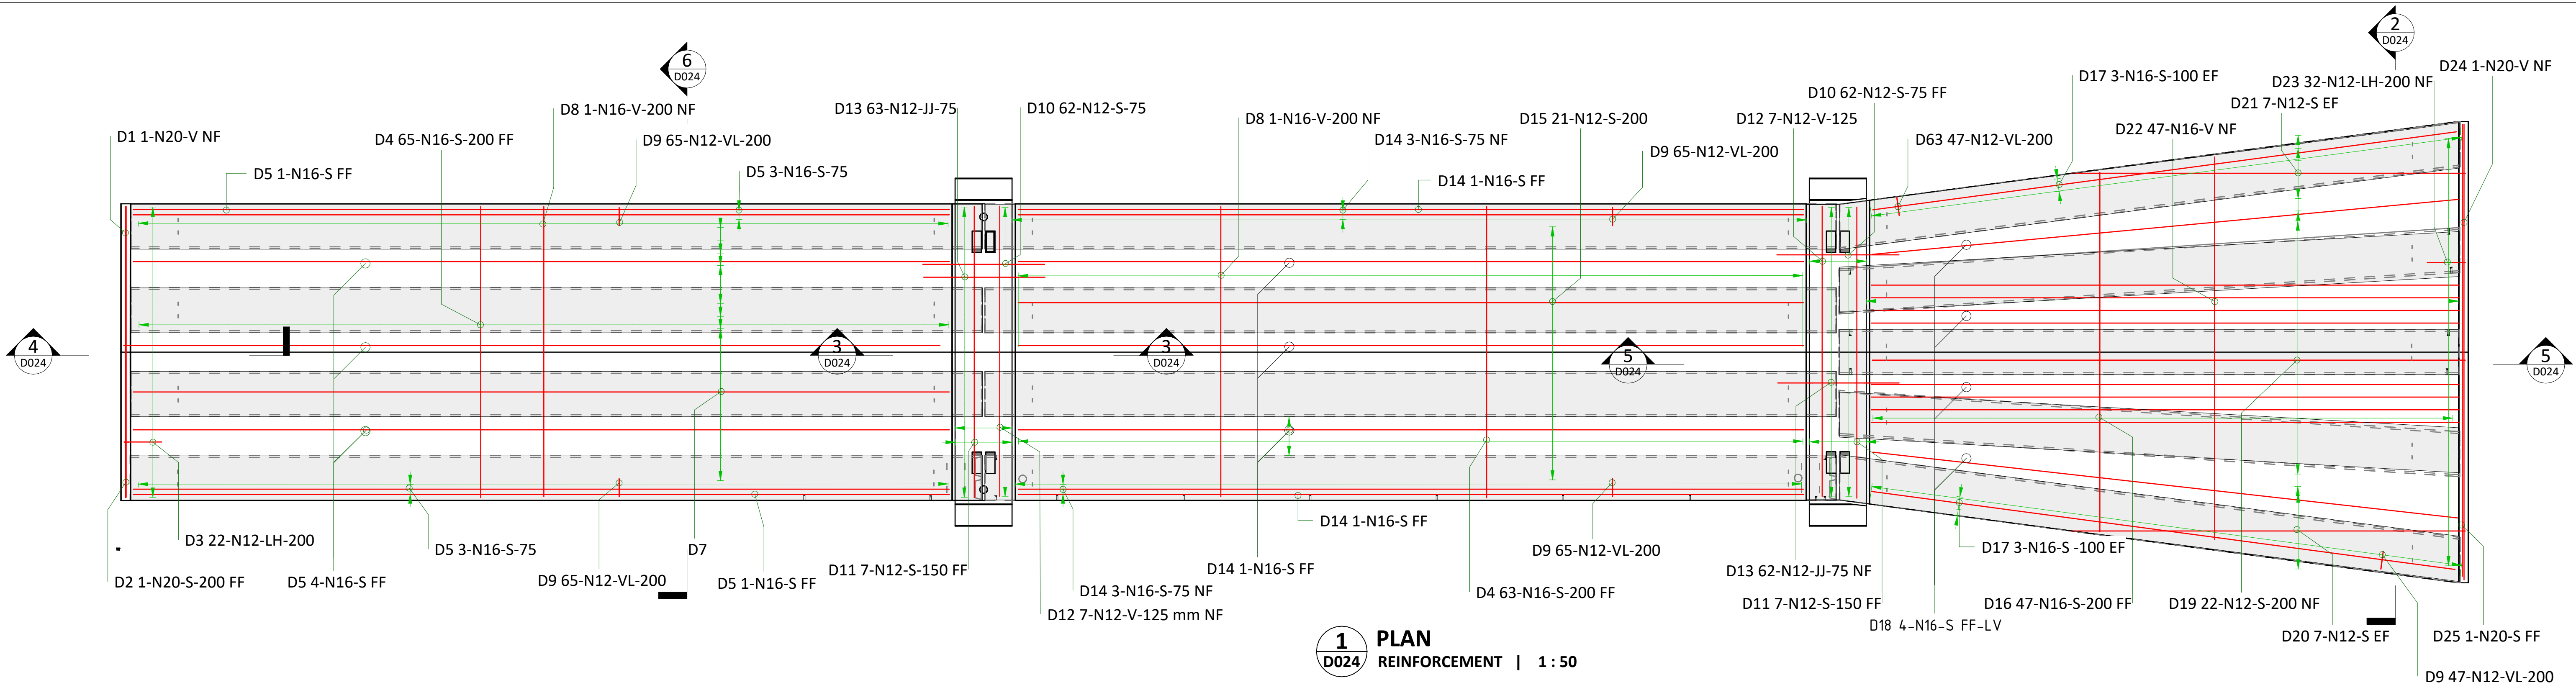 2
D024
6
D024
D24 1-N20-V NF
D17 3-N16-S-100 EF
D23 32-N12-LH-200 NF
D10 62-N12-S-75 FF
D21 7-N12-S EF
D8 1-N16-V-200 NF
D13 63-N12-JJ-75
D10 62-N12-S-75
D8 1-N16-V-200 NF
D15 21-N12-S-200
D12 7-N12-V-125
D22 47-N16-V NF
D1 1-N20-V NF
D4 65-N16-S-200 FF
D9 65-N12-VL-200
D14 3-N16-S-75 NF
D9 65-N12-VL-200
D63 47-N12-VL-200
D5 1-N16-S FF
D5 3-N16-S-75
D14 1-N16-S FF
4
D024
3
D024
3
D024
5
D024
5
D024
D14 1-N16-S FF
D3 22-N12-LH-200
D5 3-N16-S-75
D7
D9 65-N12-VL-200
D17 3-N16-S -100 EF
D2 1-N20-S-200 FF
D5 4-N16-S FF
D9 65-N12-VL-200
D5 1-N16-S FF
D11 7-N12-S-150 FF
D14 1-N16-S FF
D13 62-N12-JJ-75 NF
D14 3-N16-S-75 NF
D4 63-N16-S-200 FF
D11 7-N12-S-150 FF
D16 47-N16-S-200 FF
D19 22-N12-S-200 NF
D12 7-N12-V-125 mm NF
D18 4-N16-S FF-LV
D20 7-N12-S EF
D25 1-N20-S FF
1
D024
PLAN
REINFORCEMENT | 1 : 50
D9 47-N12-VL-200